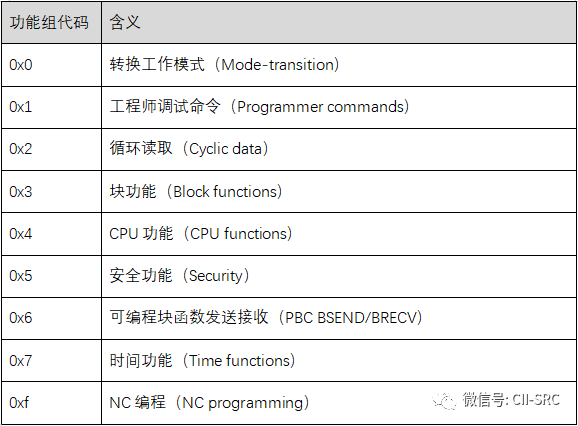 功能组代码 含义
0x0 转换工作模式（Mode-transition）
0x1 工程师调试命令（Programmer commands）
0x2 循环读取（Cyclic data）
0x3 块功能（Block functions）
0x4 CPU 功能（CPU functions）
0x5 安全功能（Security）
0x6 可编程块函数发送接收（PBC BSEND/BRECV）
0x7 时间功能（Time functions）
0xf NC 编程（NC programming）
微信号: CII-SRC